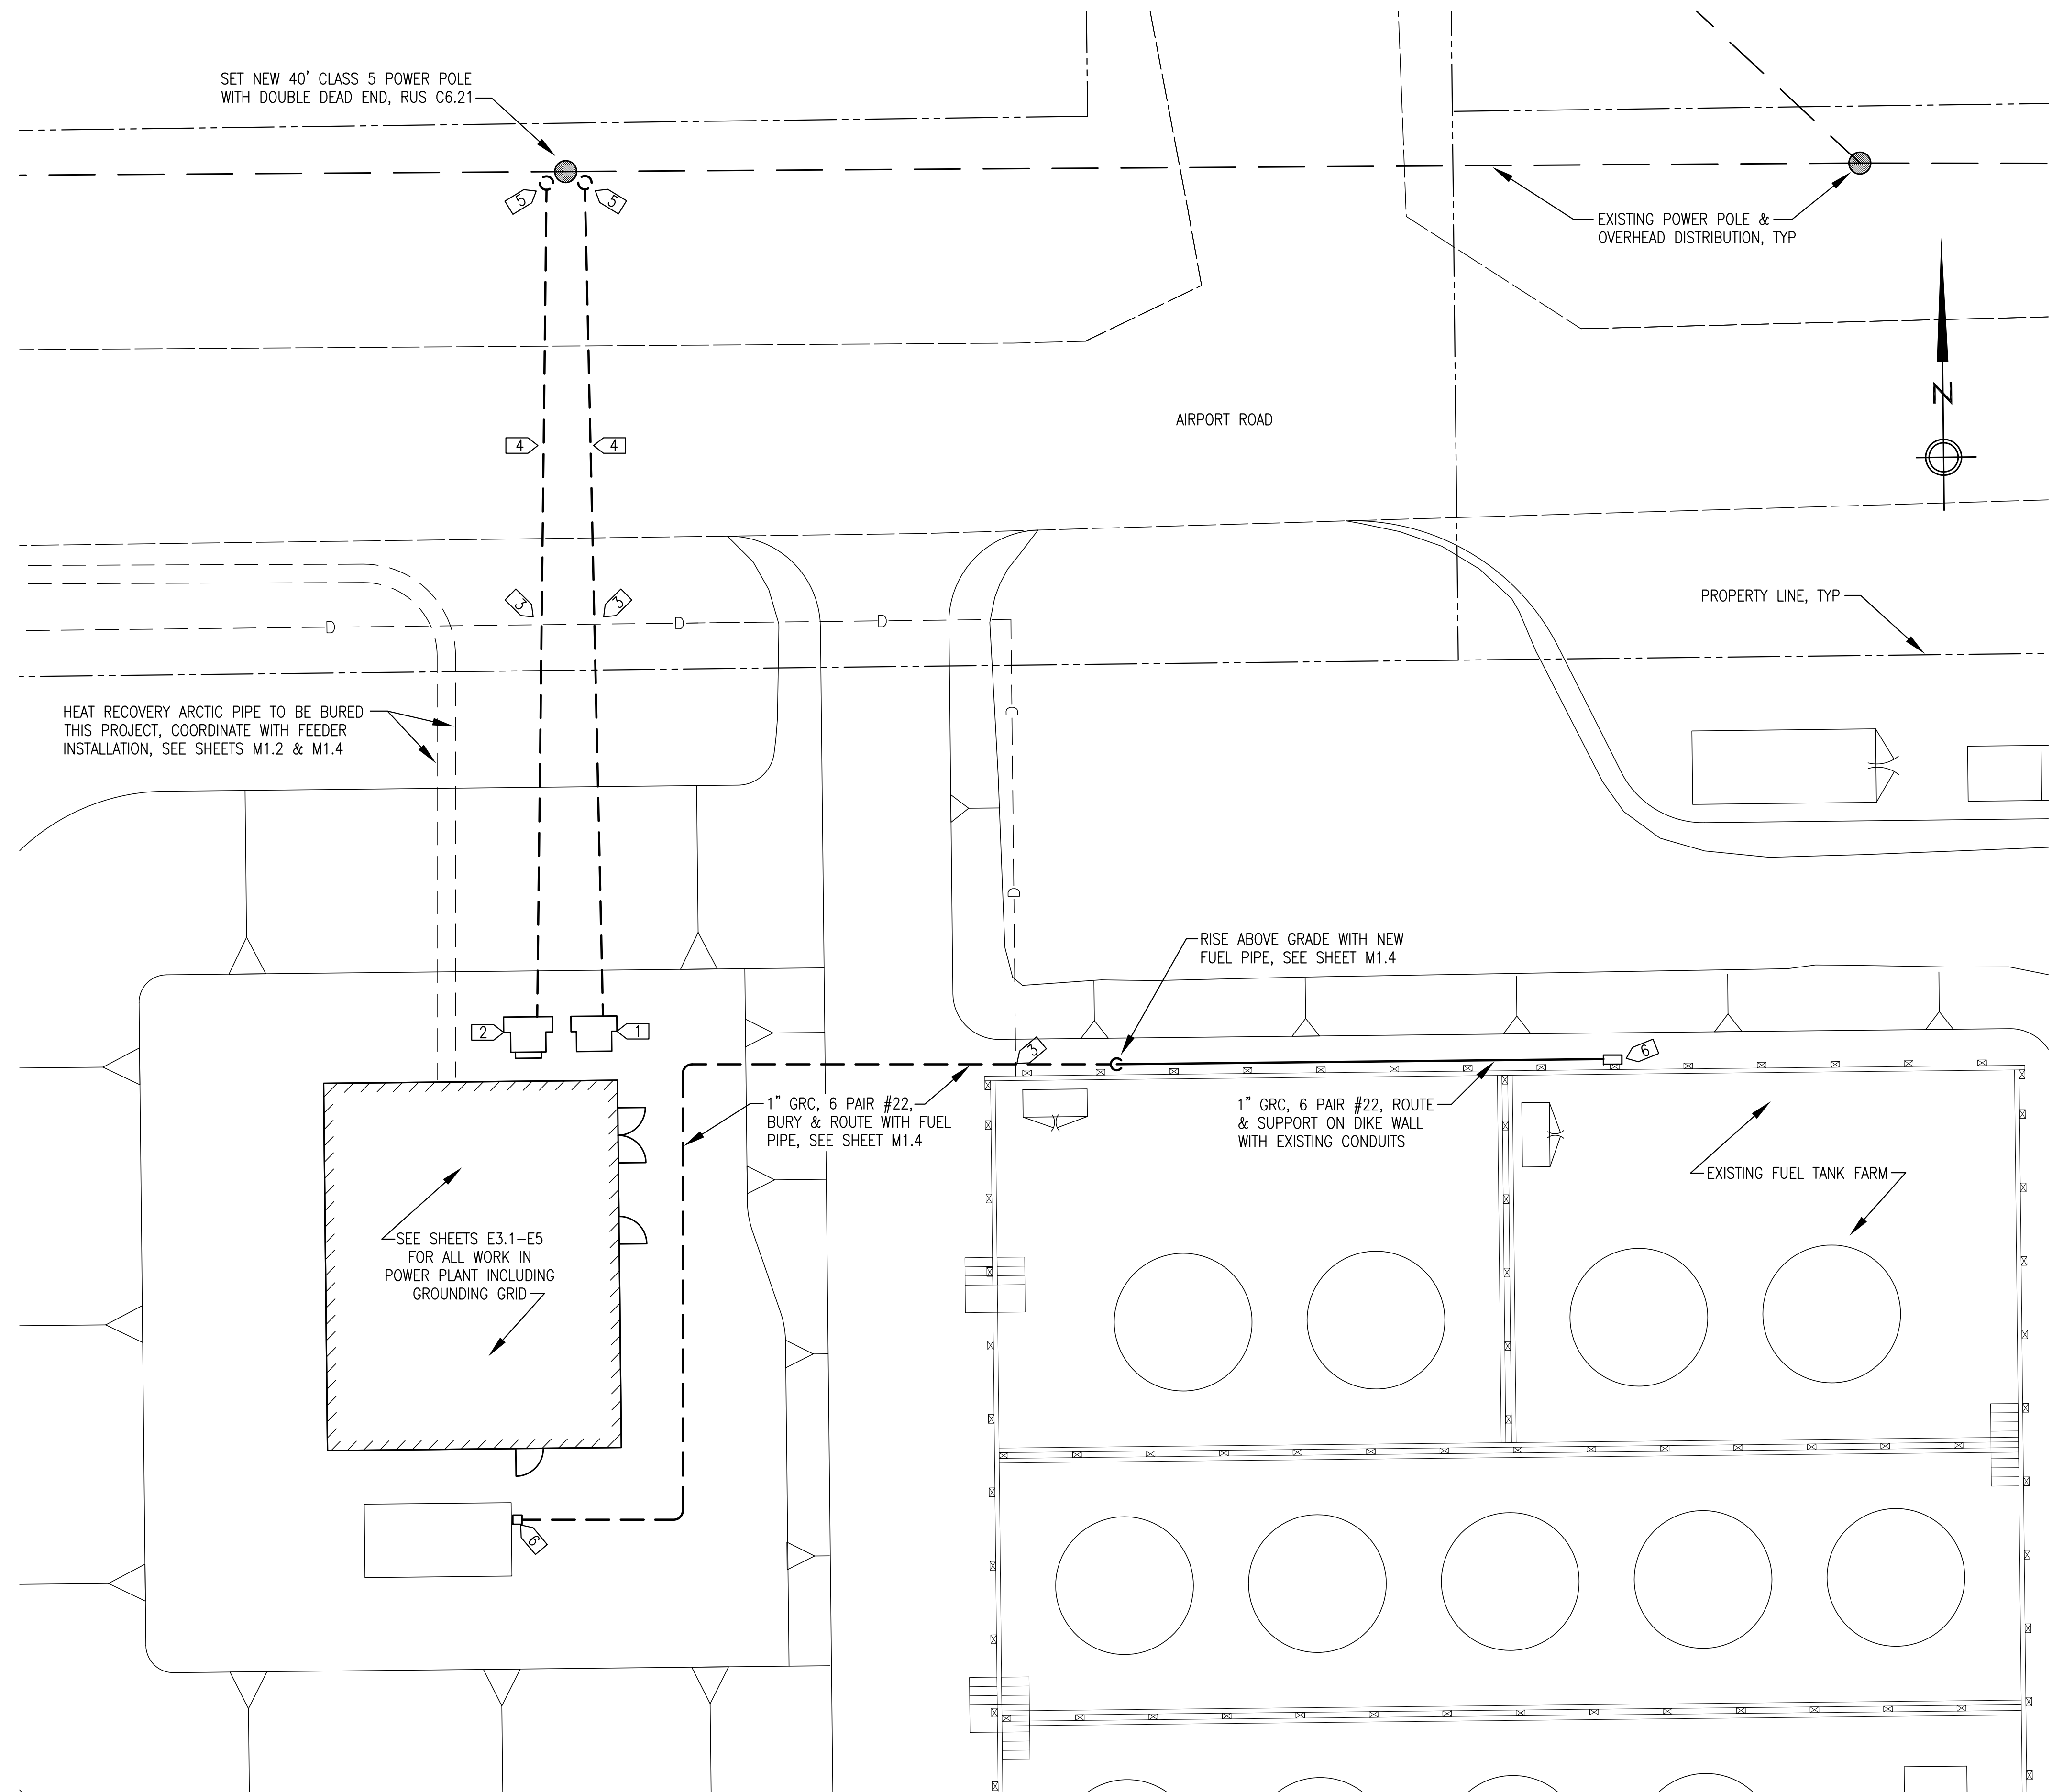 SET NEW 40' CLASS 5 POWER POLE
WITH DOUBLE DEAD END, RUS C6.21
5
5
EXISTING POWER POLE &
OVERHEAD DISTRIBUTION, TYP
N
AIRPORT ROAD
4
4
3
3
D
D
D
PROPERTY LINE, TYP
HEAT RECOVERY ARCTIC PIPE TO BE BURED
THIS PROJECT, COORDINATE WITH FEEDER
INSTALLATION, SEE SHEETS M1.2 & M1.4
D
D
RISE ABOVE GRADE WITH NEW
FUEL PIPE, SEE SHEET M1.4
2
1
3
6
1" GRC, 6 PAIR #22,
BURY & ROUTE WITH FUEL
PIPE, SEE SHEET M1.4
1" GRC, 6 PAIR #22, ROUTE
& SUPPORT ON DIKE WALL
WITH EXISTING CONDUITS
EXISTING FUEL TANK FARM
SEE SHEETS E3.1-E5
FOR ALL WORK IN
POWER PLANT INCLUDING
GROUNDING GRID
6